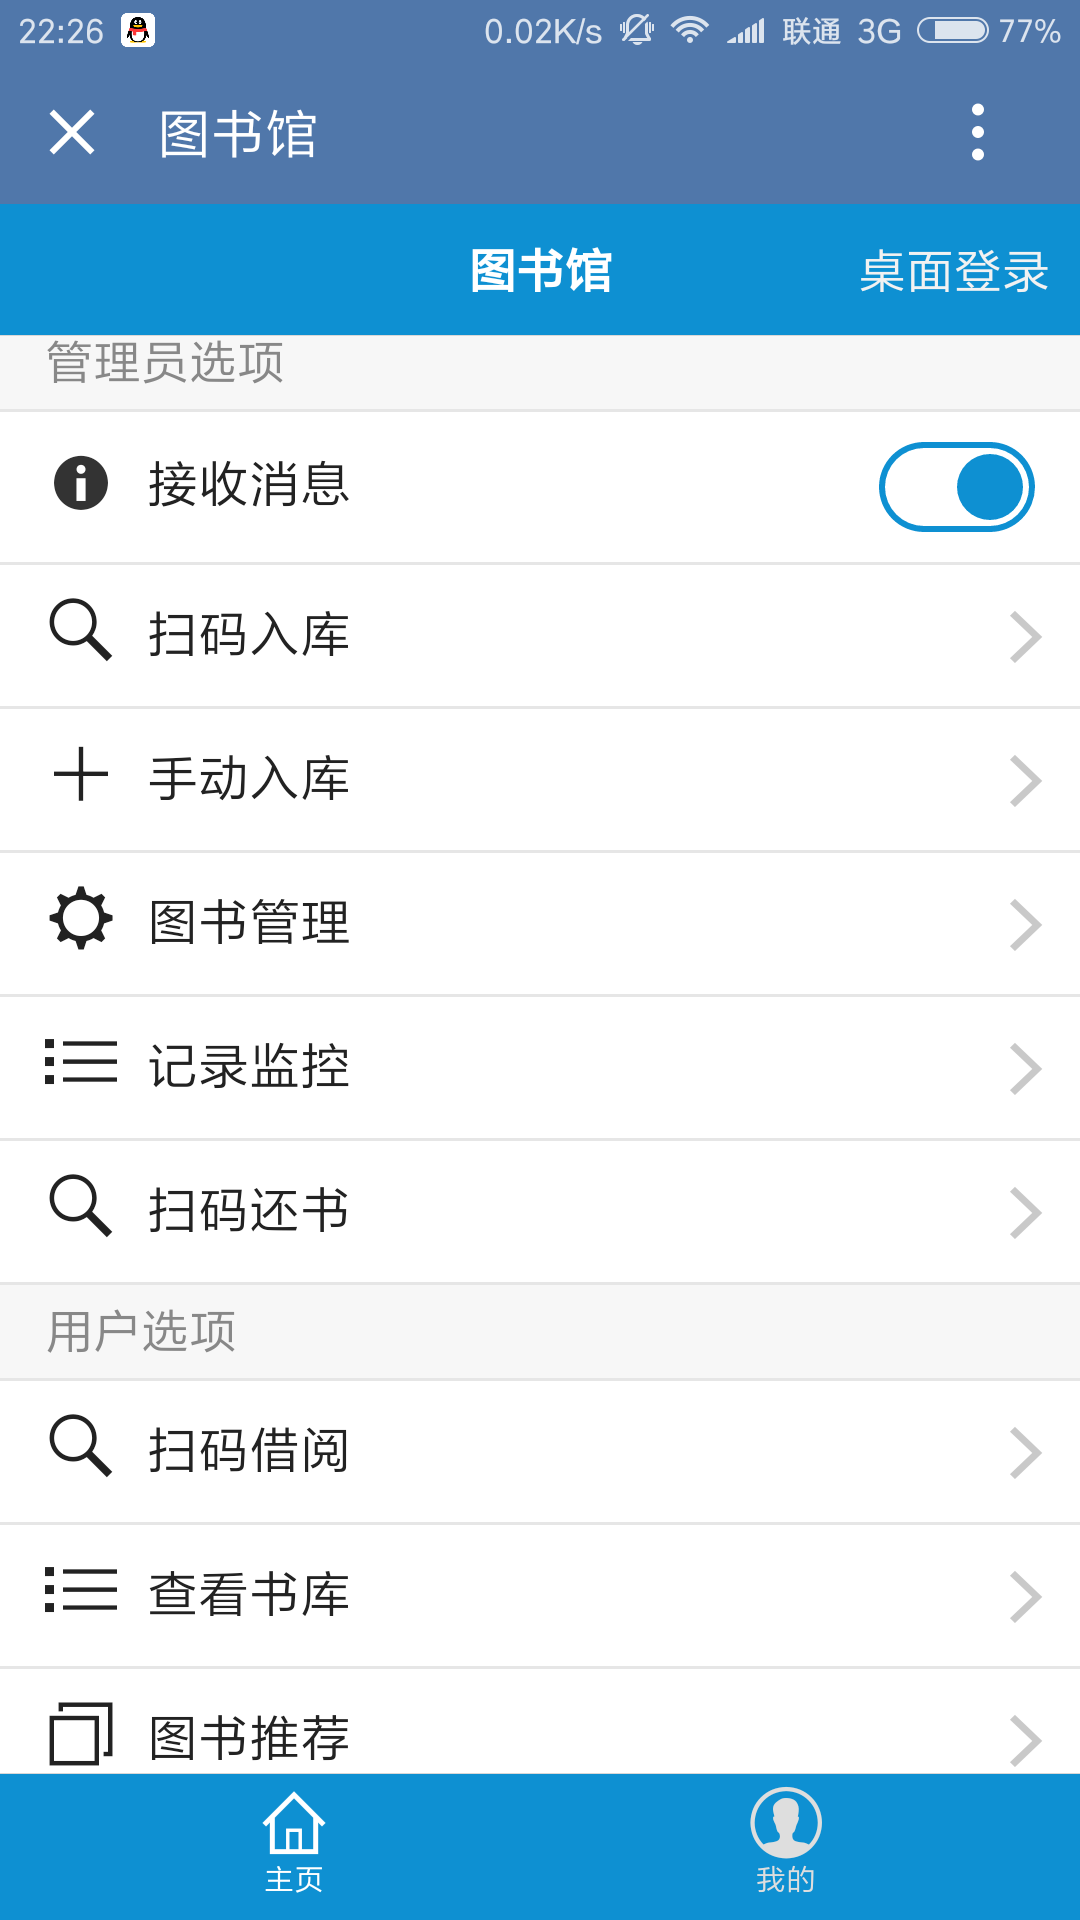 22:26 0.02K/s 联通 3G 77%
图书馆
图书馆 桌面登录
管理员选项
接收消息
扫码入库
手动入库
图书管理
记录监控
扫码还书
用户选项
扫码借阅
查看书库
图书推荐
主页 我的